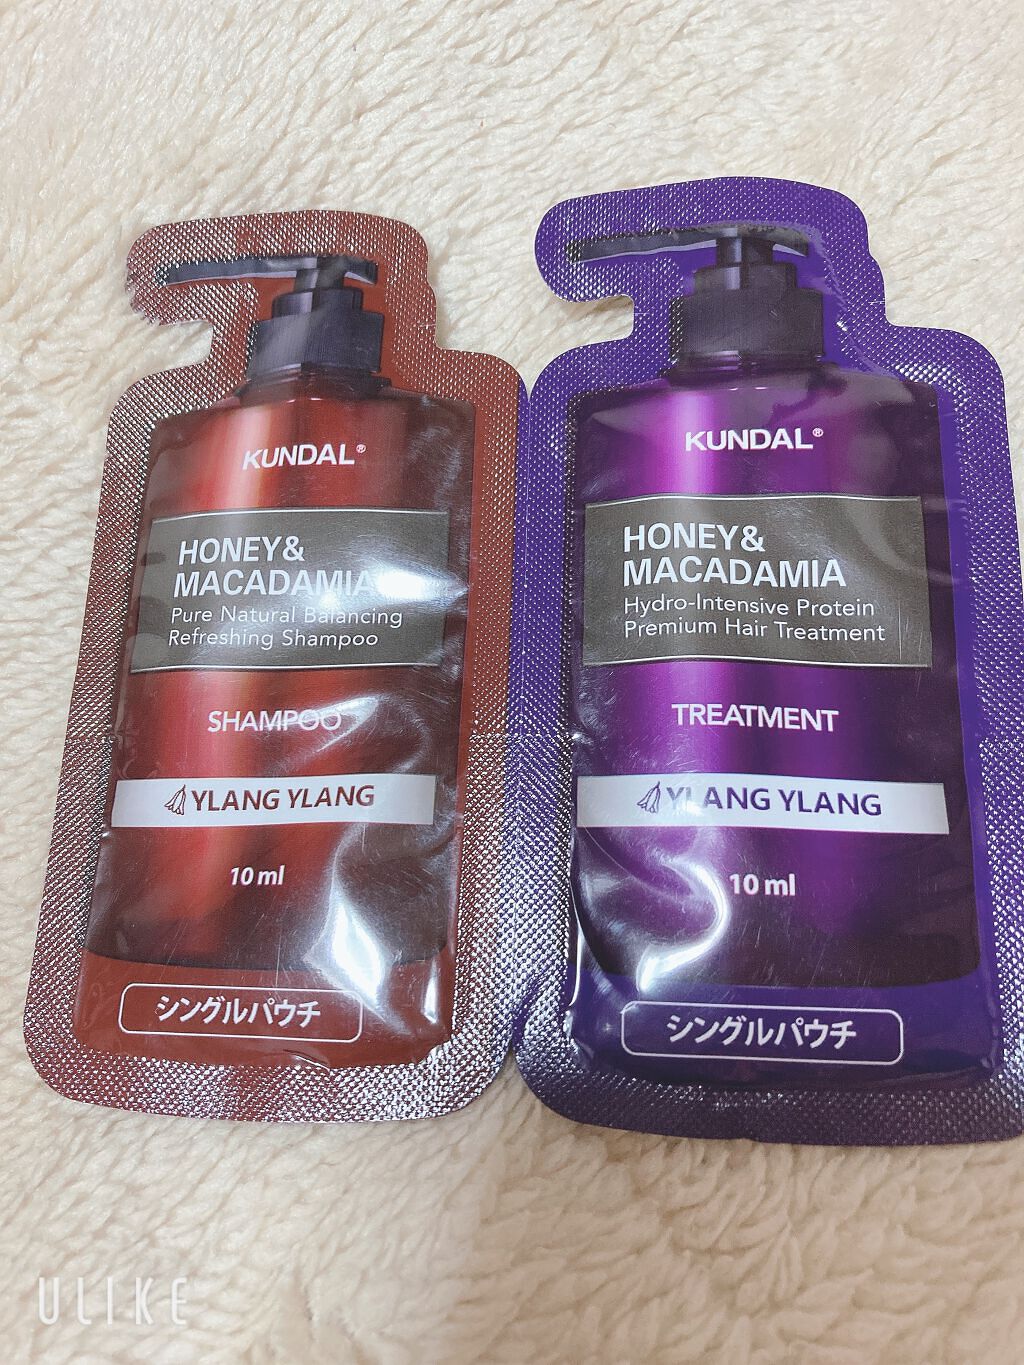 KUNDAL®
HONEY&
MACADAMIA
Pure Natural Balancing
Refreshing Shampoo
SHAMPOO
YLANG YLANG
10 ml
シングルパウチ
KUNDAL®
HONEY&
MACADAMIA
Hydro-Intensive Protein
Premium Hair Treatment
TREATMENT
YLANG YLANG
10 ml
シングルパウチ
ULIKE